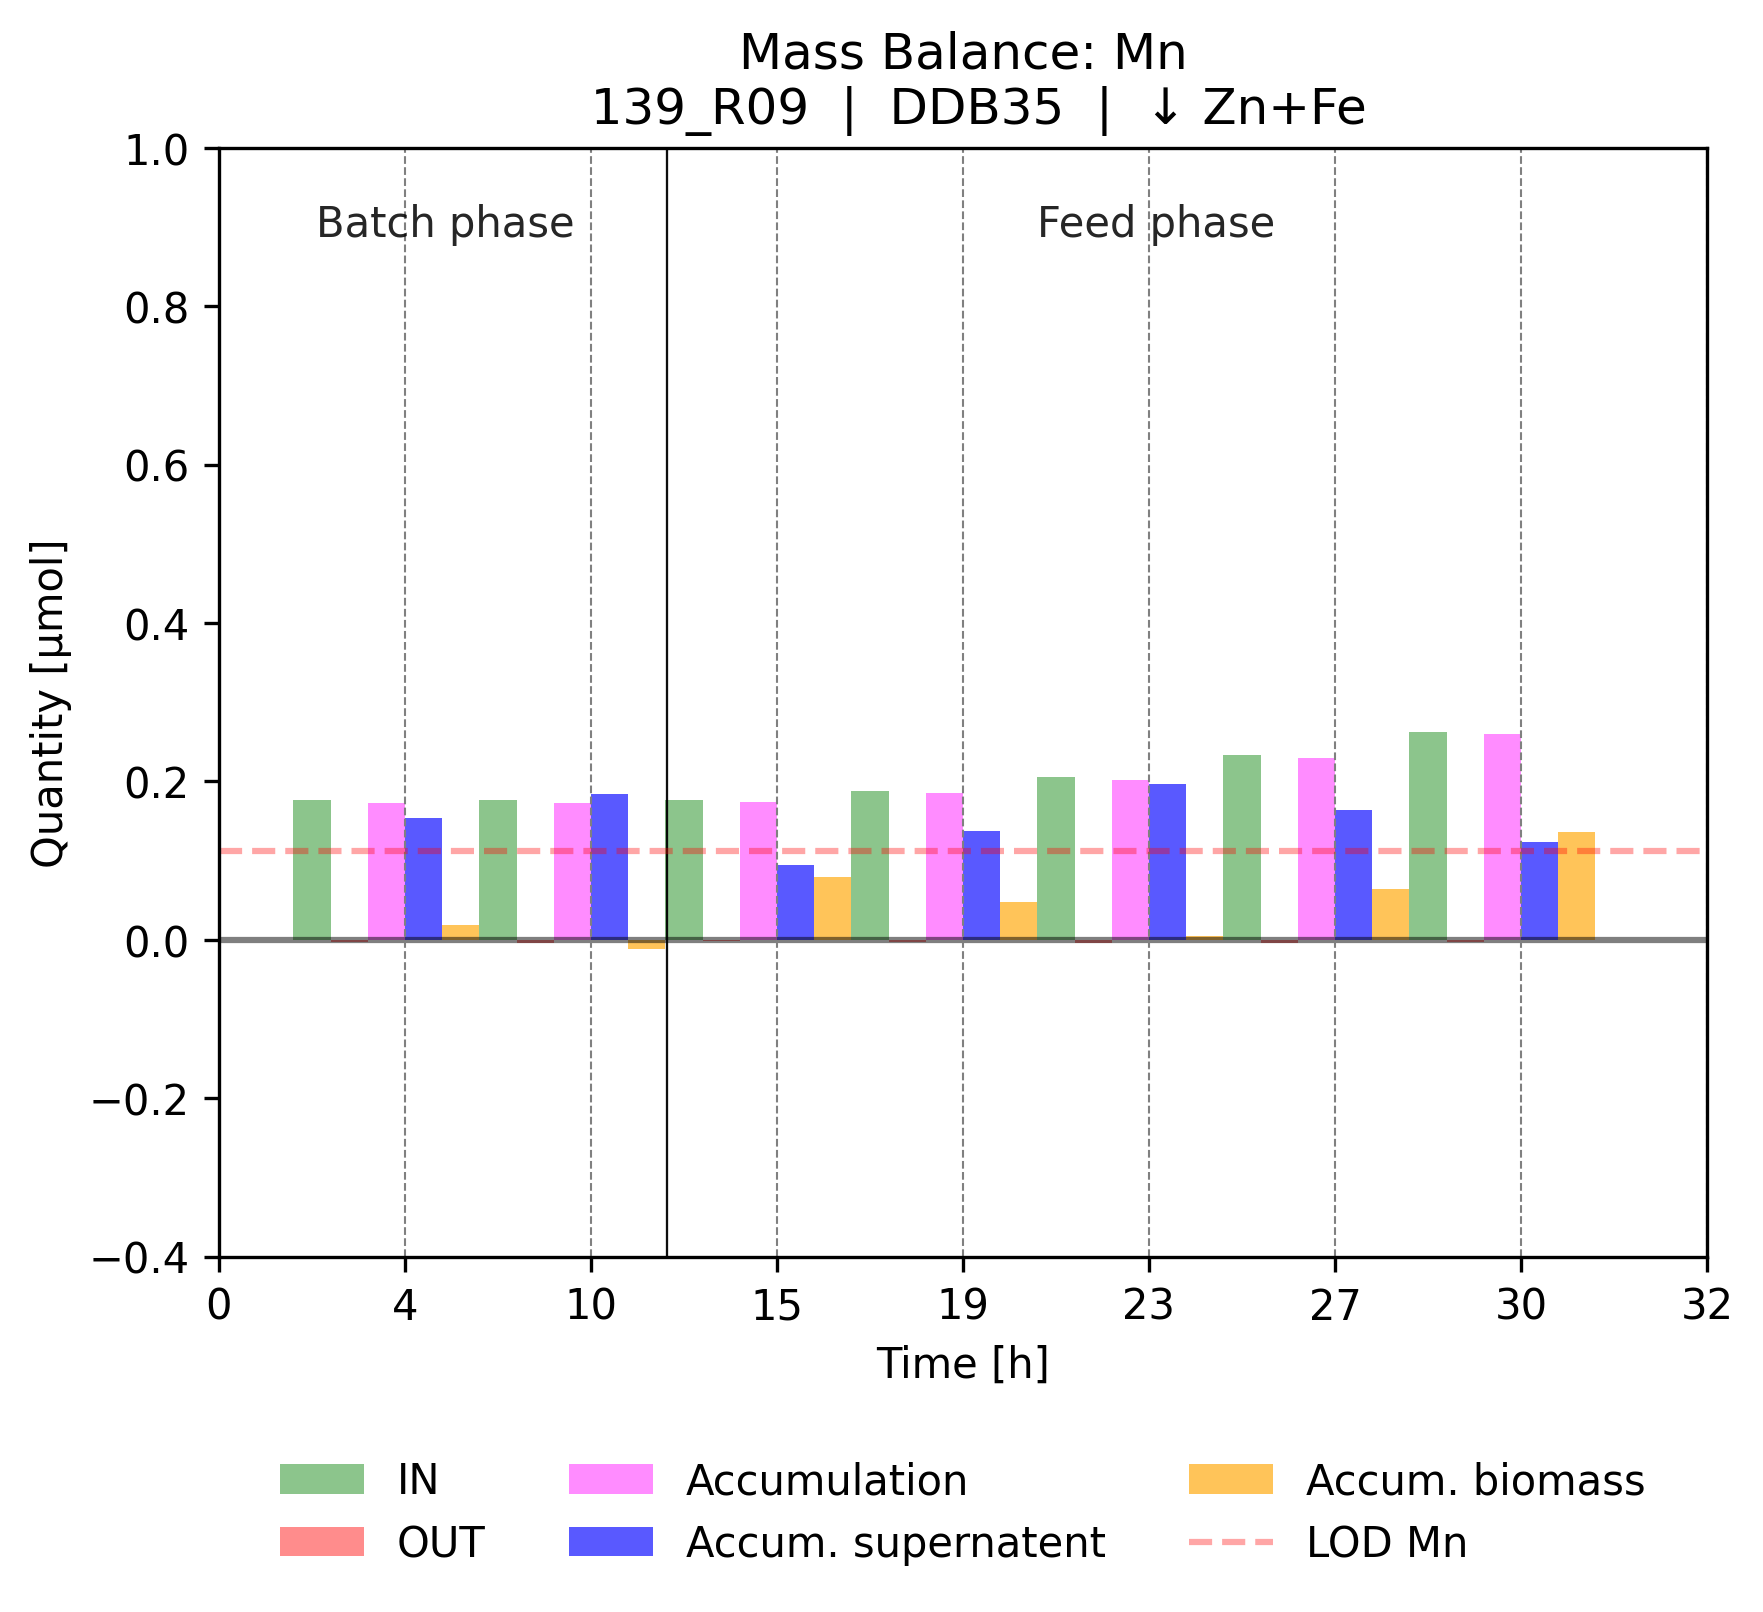 Mass Balance: Mn
139_R09 | DDB35 | ↓ Zn+Fe
1.0
0.8
0.6
0.4
0.2
0.0
−0.2
−0.4
Quantity [µmol]
Batch phase
Feed phase
0 4 10 15 19 23 27 30 32
Time [h]
IN
OUT
Accumulation
Accum. supernatent
Accum. biomass
LOD Mn